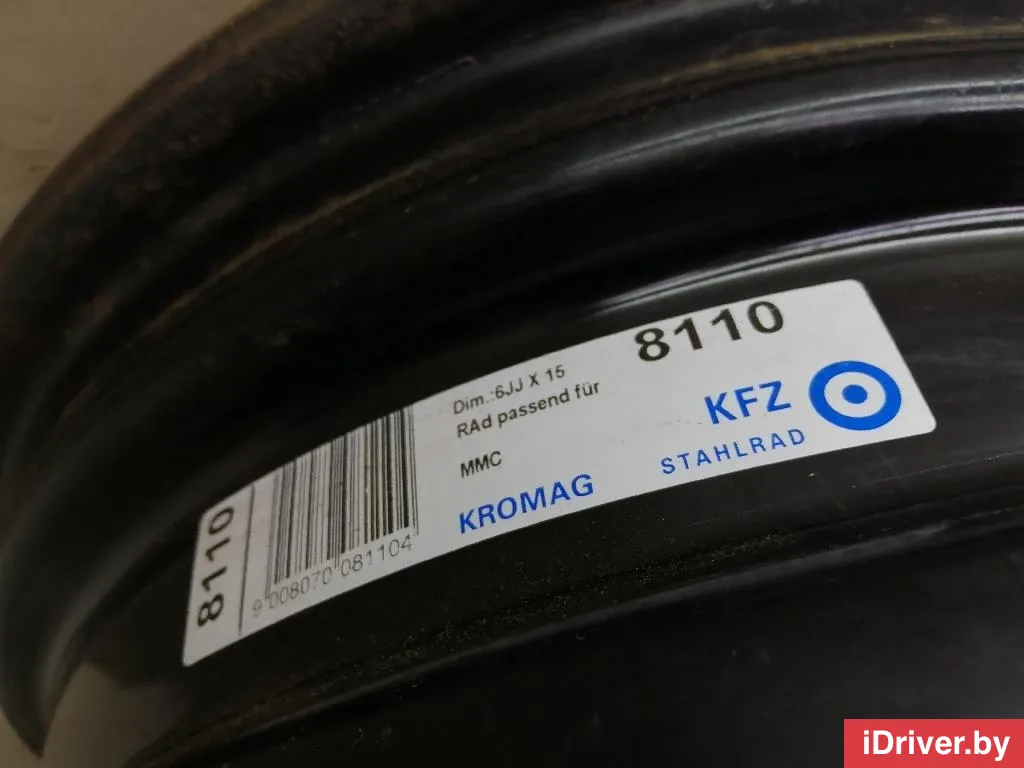 8110
9 008070 081104
Dim.:6JJ X 15
RAd passend für
MMC
KROMAG
8110
KFZ
STAHLRAD
iDriver.by